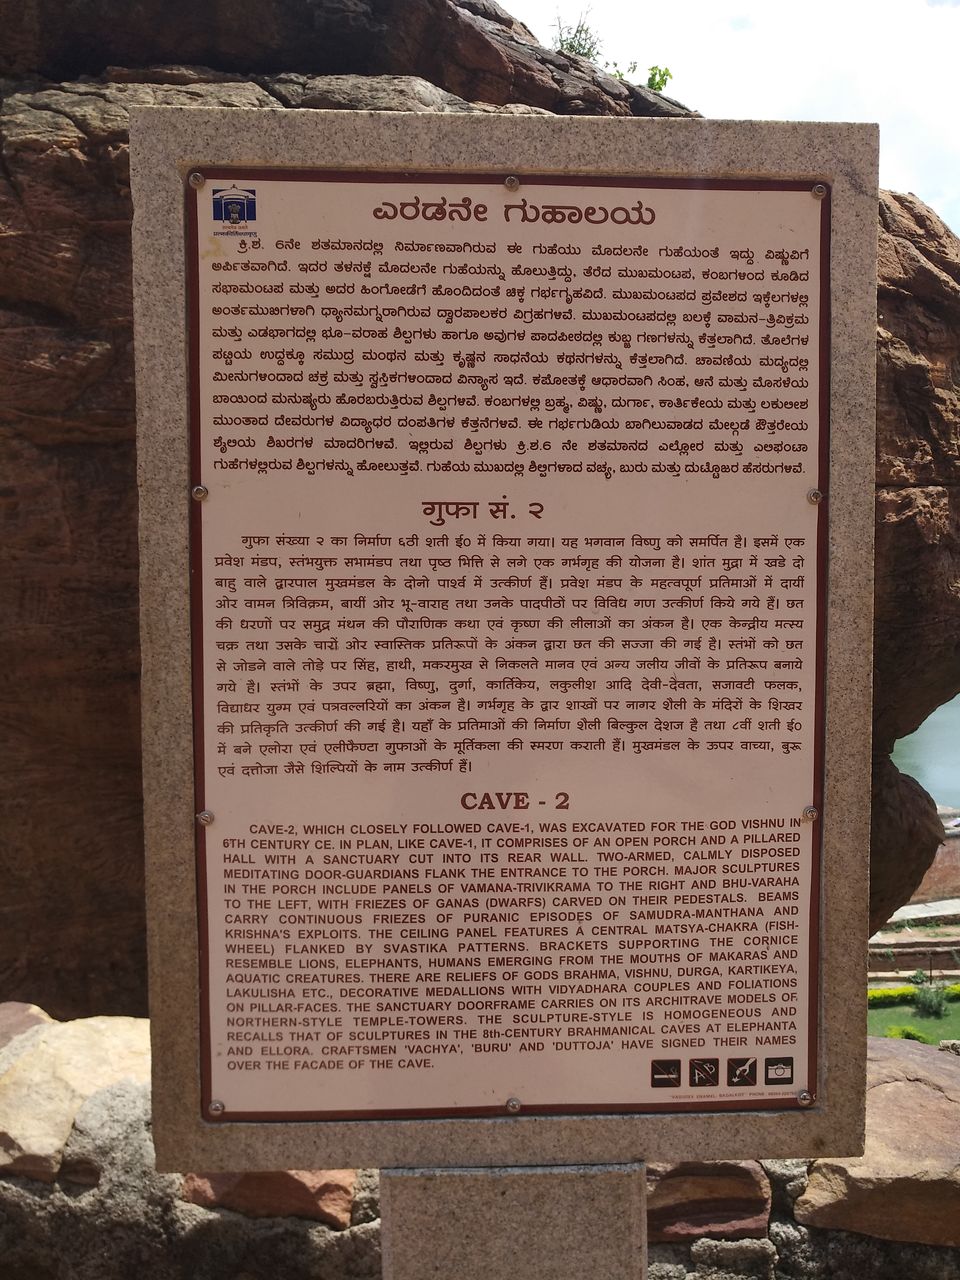 ಎರಡನೇ ಗುಹಾಲಯ
ಕ್ರಿ.ಶ. 6ನೇ ಶತಮಾನದಲ್ಲಿ ನಿರ್ಮಾಣವಾಗಿರುವ ಈ ಗುಹೆಯು ಮೊದಲನೇ ಗುಹೆಯಂತೆ ಇದ್ದು ವಿಷ್ಣುವಿಗೆ
ಅರ್ಪಿತವಾಗಿದೆ. ಇದರ ತಳನಕ್ಷೆ ಮೊದಲನೇ ಗುಹೆಯನ್ನು ಹೋಲುತ್ತಿದ್ದು, ತೆರೆದ ಮುಖಮಂಟಪ, ಕಂಬಗಳಿಂದ ಕೂಡಿದ
ಸಭಾಮಂಟಪ ಮತ್ತು ಅದರ ಹಿಂಗೋಡೆಗೆ ಹೊಂದಿದಂತೆ ಚಿಕ್ಕ ಗರ್ಭಗೃಹವಿದೆ. ಮುಖಮಂಟಪದ ಪ್ರವೇಶದ ಇಕ್ಕೆಲಗಳಲ್ಲಿ
ಅಂರ್ತಮುಖಿಗಳಾಗಿ ಧ್ಯಾನಮಗ್ನರಾಗಿರುವ ದ್ವಾರಪಾಲಕರ ವಿಗ್ರಹಗಳಿವೆ. ಮುಖಮಂಟಪದಲ್ಲಿ ಬಲಕ್ಕೆ ವಾಮನ-ತ್ರಿವಿಕ್ರಮ
ಮತ್ತು ಎಡಭಾಗದಲ್ಲಿ ಭೂ-ವರಾಹ ಶಿಲ್ಪಗಳು ಹಾಗೂ ಅವುಗಳ ಪಾದಪೀಠದಲ್ಲಿ ಕುಬ್ಜ ಗಣಗಳನ್ನು ಕೆತ್ತಲಾಗಿದೆ. ತೊಲೆಗಳ
ಪಟ್ಟಿಯ ಉದ್ದಕ್ಕೂ ಸಮುದ್ರ ಮಂಥನ ಮತ್ತು ಕೃಷ್ಣನ ಸಾಧನೆಯ ಕಥನಗಳನ್ನು ಕೆತ್ತಲಾಗಿದೆ. ಚಾವಣಿಯ ಮದ್ಯದಲ್ಲಿ
ಮೀನುಗಳಿಂದಾದ ಚಕ್ರ ಮತ್ತು ಸ್ವಸ್ತಿಕಗಳಿಂದಾದ ವಿನ್ಯಾಸ ಇದೆ. ಕಪೋತಕ್ಕೆ ಆಧಾರವಾಗಿ ಸಿಂಹ, ಆನೆ ಮತ್ತು ಮೊಸಳೆಯ
ಬಾಯಿಂದ ಮನುಷ್ಯರು ಹೊರಬರುತ್ತಿರುವ ಶಿಲ್ಪಗಳಿವೆ. ಕಂಬಗಳಲ್ಲಿ ಬ್ರಹ್ಮ, ವಿಷ್ಣು, ದುರ್ಗಾ, ಕಾರ್ತಿಕೇಯ ಮತ್ತು ಲಕುಲೀಶ
ಮುಂತಾದ ದೇವರುಗಳ ವಿದ್ಯಾಧರ ದಂಪತಿಗಳ ಕೆತ್ತನೆಗಳಿವೆ. ಈ ಗರ್ಭಗುಡಿಯ ಬಾಗಿಲುವಾಡದ ಮೇಲ್ಗಡೆ ಔತ್ತರೇಯ
ಶೈಲಿಯ ಶಿಖರಗಳ ಮಾದರಿಗಳಿವೆ. ಇಲ್ಲಿರುವ ಶಿಲ್ಪಗಳು ಕ್ರಿ.ಶ.6 ನೇ ಶತಮಾನದ ಎಲ್ಲೋರ ಮತ್ತು ಎಲಿಫಂಟಾ
ಗುಹೆಗಳಲ್ಲಿರುವ ಶಿಲ್ಪಗಳನ್ನು ಹೋಲುತ್ತವೆ. ಗುಹೆಯ ಮುಖದಲ್ಲಿ ಶಿಲ್ಪಿಗಳಾದ ವಚ್ಯ, ಬುರು ಮತ್ತು ದುಟ್ಟೊಜರ ಹೆಸರುಗಳಿವೆ.
गुफा सं. २
गुफा संख्या २ का निर्माण ६ठी शती ई० में किया गया। यह भगवान विष्णु को समर्पित है। इसमें एक
प्रवेश मंडप, स्तंभयुक्त सभामंडप तथा पृष्ठ भित्ति से लगे एक गर्भगृह की योजना है। शांत मुद्रा में खडे दो
बाहु वाले द्वारपाल मुखमंडल के दोनो पार्श्व में उत्कीर्ण हैं। प्रवेश मंडप के महत्वपूर्ण प्रतिमाओं में दायीं
ओर वामन त्रिविक्रम, बायीं ओर भू-वाराह तथा उनके पादपीठों पर विविध गण उत्कीर्ण किये गये हैं। छत
की धरणों पर समुद्र मंथन की पौराणिक कथा एवं कृष्ण की लीलाओं का अंकन है। एक केन्द्रीय मत्स्य
चक्र तथा उसके चारों ओर स्वास्तिक प्रतिरूपों के अंकन द्वारा छत की सज्जा की गई है। स्तंभों को छत
से जोडने वाले तोड़े पर सिंह, हाथी, मकरमुख से निकलते मानव एवं अन्य जलीय जीवों के प्रतिरूप बनाये
गये है। स्तंभों के उपर ब्रह्मा, विष्णु, दुर्गा, कार्तिकेय, लकुलीश आदि देवी-देवता, सजावटी फलक,
विद्याधर युग्म एवं पत्रवल्लरियों का अंकन है। गर्भगृह के द्वार शाखों पर नागर शैली के मंदिरों के शिखर
की प्रतिकृति उत्कीर्ण की गई है। यहाँ के प्रतिमाओं की निर्माण शैली बिल्कुल देशज है तथा ८वीं शती ई०
में बने एलोरा एवं एलीफैण्टा गुफाओं के मूर्तिकला की स्मरण कराती हैं। मुखमंडल के ऊपर वाच्या, बुरू
एवं दत्तोजा जैसे शिल्पियों के नाम उत्कीर्ण हैं।
CAVE - 2
CAVE-2, WHICH CLOSELY FOLLOWED CAVE-1, WAS EXCAVATED FOR THE GOD VISHNU IN
6TH CENTURY CE. IN PLAN, LIKE CAVE-1, IT COMPRISES OF AN OPEN PORCH AND A PILLARED
HALL WITH A SANCTUARY CUT INTO ITS REAR WALL. TWO-ARMED, CALMLY DISPOSED
MEDITATING DOOR-GUARDIANS FLANK THE ENTRANCE TO THE PORCH. MAJOR SCULPTURES
IN THE PORCH INCLUDE PANELS OF VAMANA-TRIVIKRAMA TO THE RIGHT AND BHU-VARAHA
TO THE LEFT, WITH FRIEZES OF GANAS (DWARFS) CARVED ON THEIR PEDESTALS. BEAMS
CARRY CONTINUOUS FRIEZES OF PURANIC EPISODES OF SAMUDRA-MANTHANA AND
KRISHNA'S EXPLOITS. THE CEILING PANEL FEATURES A CENTRAL MATSYA-CHAKRA (FISH-
WHEEL) FLANKED BY SVASTIKA PATTERNS. BRACKETS SUPPORTING THE CORNICE
RESEMBLE LIONS, ELEPHANTS, HUMANS EMERGING FROM THE MOUTHS OF MAKARAS AND
AQUATIC CREATURES. THERE ARE RELIEFS OF GODS BRAHMA, VISHNU, DURGA, KARTIKEYA,
LAKULISHA ETC., DECORATIVE MEDALLIONS WITH VIDYADHARA COUPLES AND FOLIATIONS
ON PILLAR-FACES. THE SANCTUARY DOORFRAME CARRIES ON ITS ARCHITRAVE MODELS OF
NORTHERN-STYLE TEMPLE-TOWERS. THE SCULPTURE-STYLE IS HOMOGENEOUS AND
RECALLS THAT OF SCULPTURES IN THE 8th-CENTURY BRAHMANICAL CAVES AT ELEPHANTA
AND ELLORA. CRAFTSMEN 'VACHYA', 'BURU' AND 'DUTTOJA' HAVE SIGNED THEIR NAMES
OVER THE FACADE OF THE CAVE.